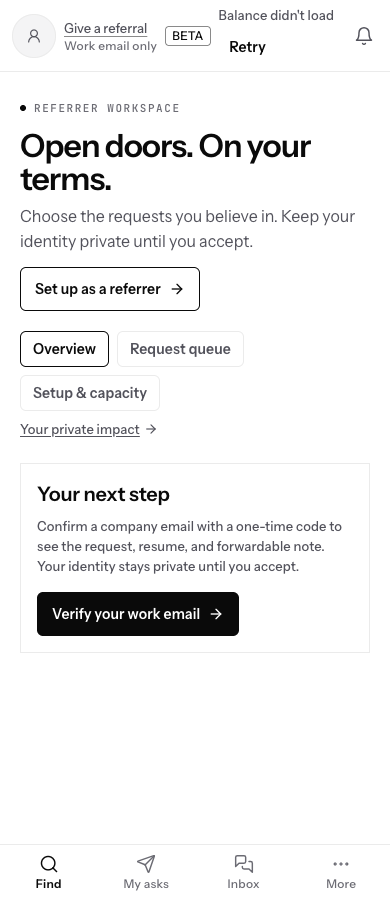 Give a referral
Work email only
BETA
Balance didn't load
Retry
REFERRER WORKSPACE
Open doors. On your
terms.
Choose the requests you believe in. Keep your
identity private until you accept.
Set up as a referrer
Overview
Request queue
Setup & capacity
Your private impact
Your next step
Confirm a company email with a one-time code to
see the request, resume, and forwardable note.
Your identity stays private until you accept.
Verify your work email
Find
My asks
Inbox
More